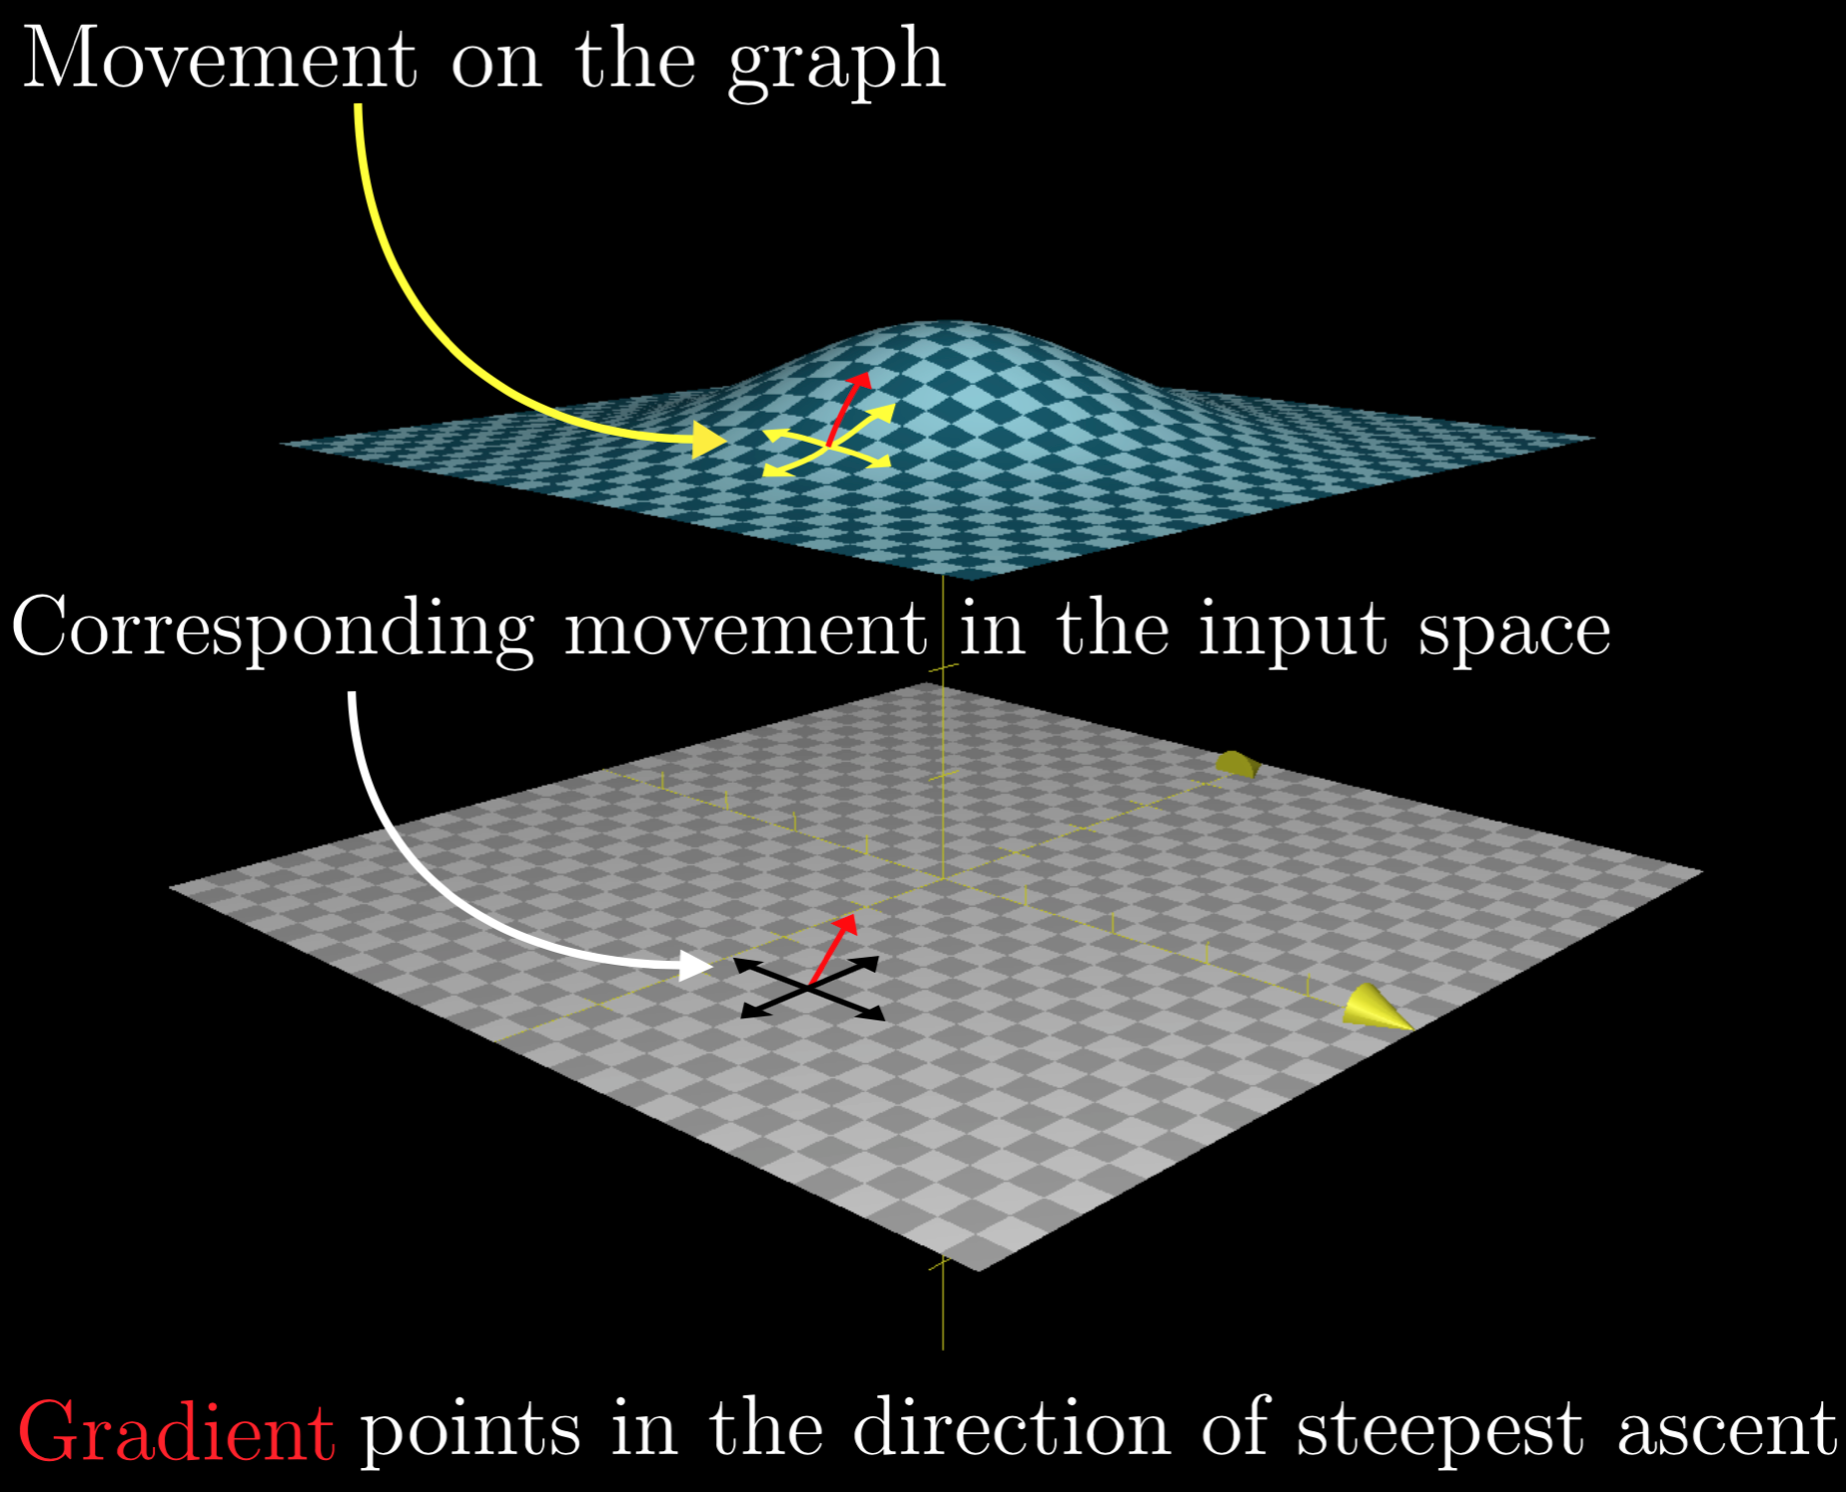 Movement on the graph
Corresponding movement in the input space
Gradient points in the direction of steepest ascent